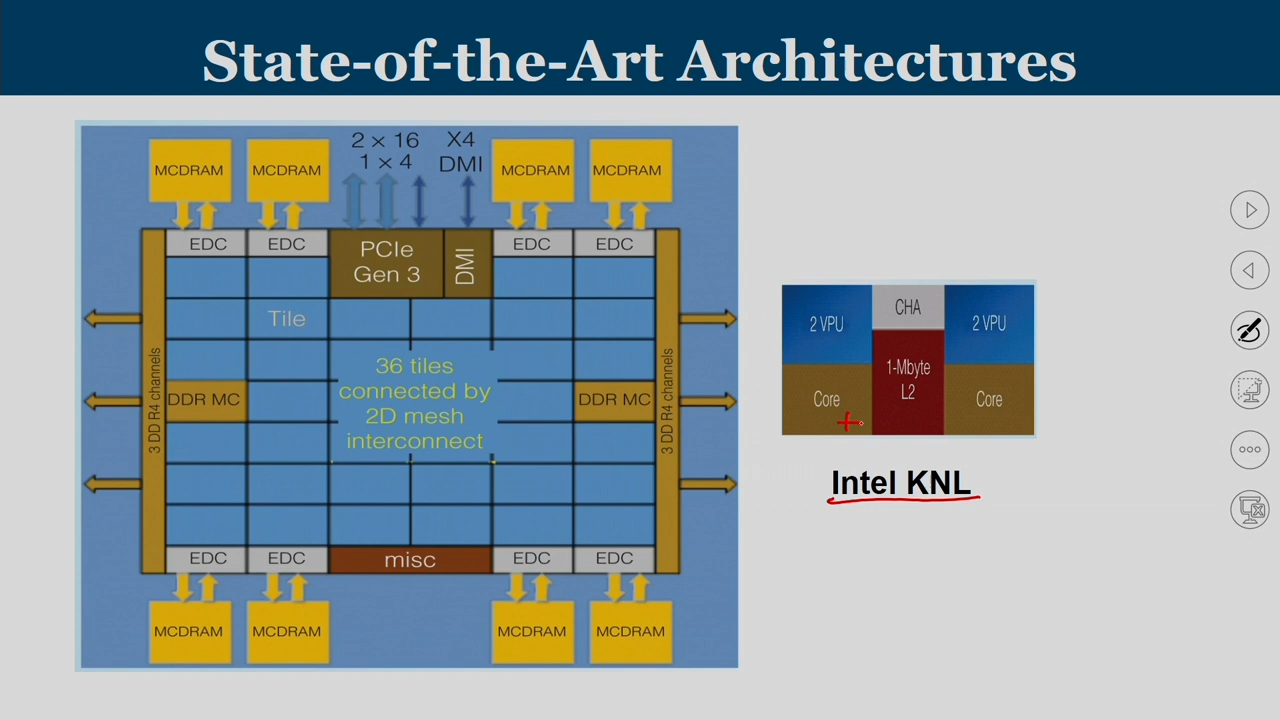 State-of-the-Art Architectures
2 × 16 X4
1 × 4 DMI
MCDRAM MCDRAM MCDRAM MCDRAM
EDC EDC PCIe Gen 3 DMI EDC EDC
Tile
3 DD R4 channels
DDR MC
36 tiles
connected by
2D mesh
interconnect
DDR MC
3 DD R4 channels
EDC EDC misc EDC EDC
MCDRAM MCDRAM MCDRAM MCDRAM
2 VPU CHA 2 VPU
1-Mbyte
L2
Core Core
Intel KNL